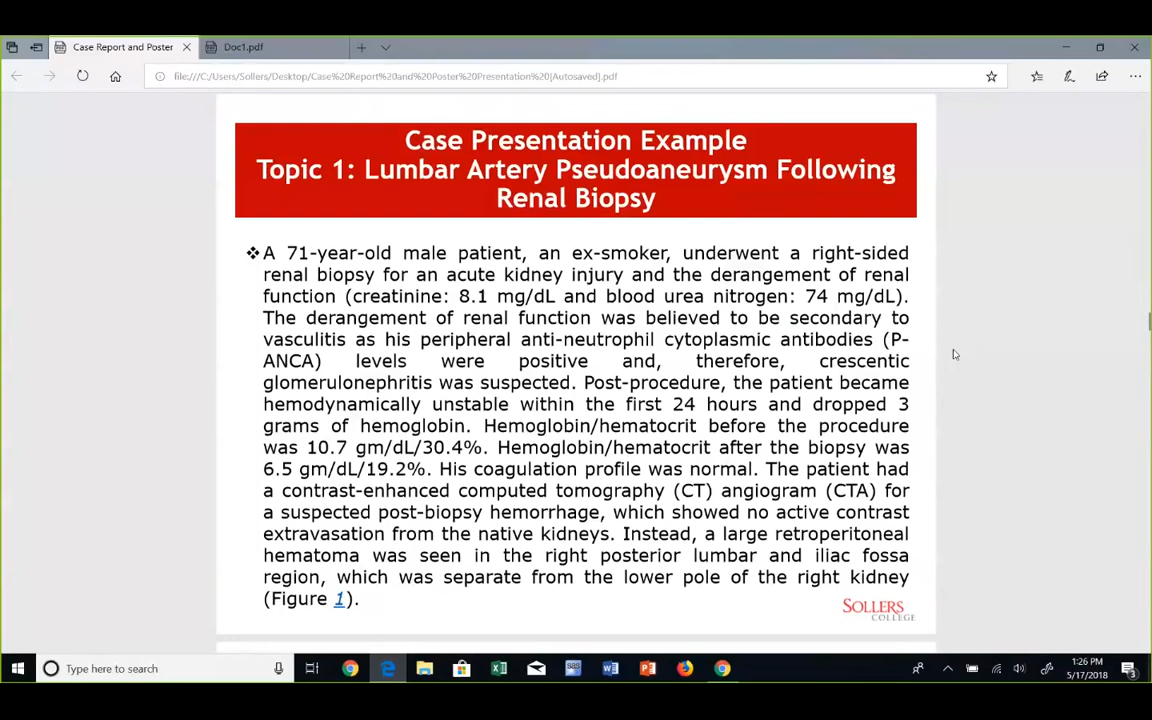 Case Report and Poster
Doc1.pdf
file:///C:/Users/Sollers/Desktop/Case%20Report%20and%20Poster%20Presentation%20[Autosaved].pdf
Case Presentation Example
Topic 1: Lumbar Artery Pseudoaneurysm Following
Renal Biopsy
❖A 71-year-old male patient, an ex-smoker, underwent a right-sided
renal biopsy for an acute kidney injury and the derangement of renal
function (creatinine: 8.1 mg/dL and blood urea nitrogen: 74 mg/dL).
The derangement of renal function was believed to be secondary to
vasculitis as his peripheral anti-neutrophil cytoplasmic antibodies (P-
ANCA) levels were positive and, therefore, crescentic
glomerulonephritis was suspected. Post-procedure, the patient became
hemodynamically unstable within the first 24 hours and dropped 3
grams of hemoglobin. Hemoglobin/hematocrit before the procedure
was 10.7 gm/dL/30.4%. Hemoglobin/hematocrit after the biopsy was
6.5 gm/dL/19.2%. His coagulation profile was normal. The patient had
a contrast-enhanced computed tomography (CT) angiogram (CTA) for
a suspected post-biopsy hemorrhage, which showed no active contrast
extravasation from the native kidneys. Instead, a large retroperitoneal
hematoma was seen in the right posterior lumbar and iliac fossa
region, which was separate from the lower pole of the right kidney
(Figure 1).
SOLLERS
COLLEGE
Type here to search
1:26 PM
5/17/2018